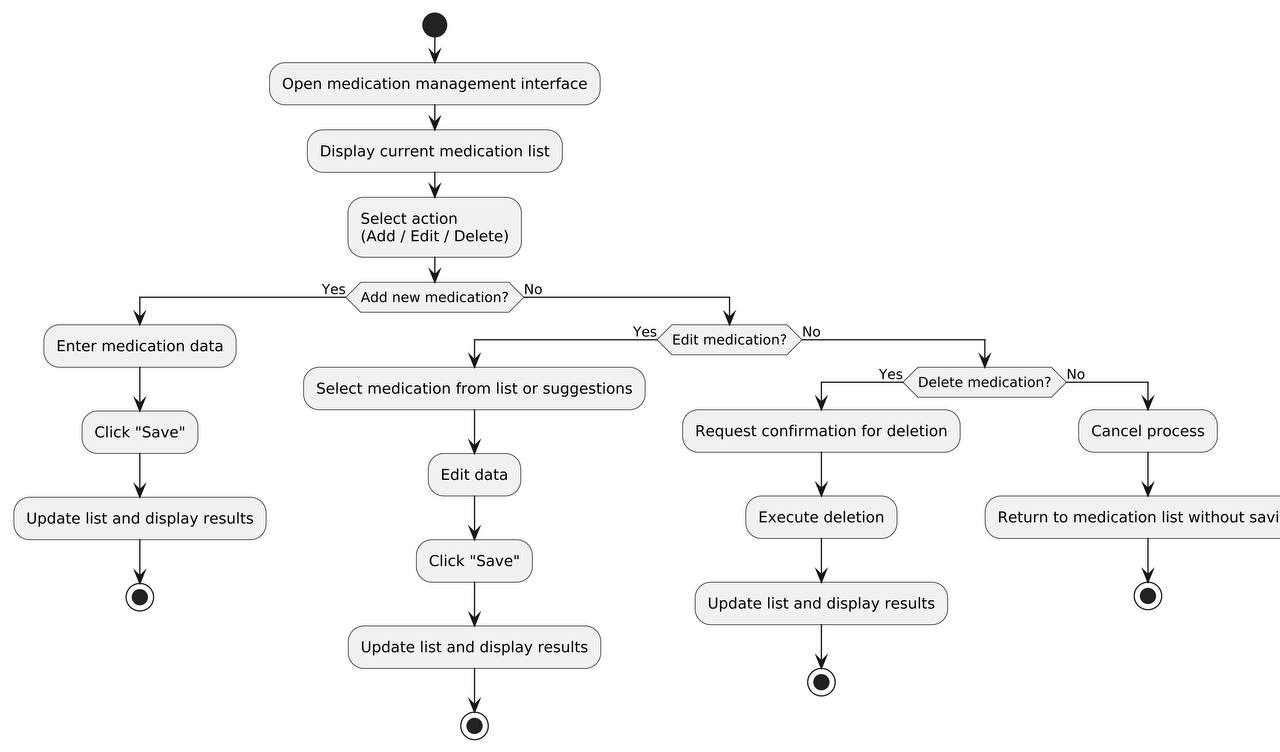 Open medication management interface
Display current medication list
Select action
(Add / Edit / Delete)
Yes
Add new medication?
No
Enter medication data
Click "Save"
Update list and display results
Yes
Edit medication?
No
Select medication from list or suggestions
Edit data
Click "Save"
Update list and display results
Yes
Delete medication?
No
Request confirmation for deletion
Execute deletion
Update list and display results
Cancel process
Return to medication list without